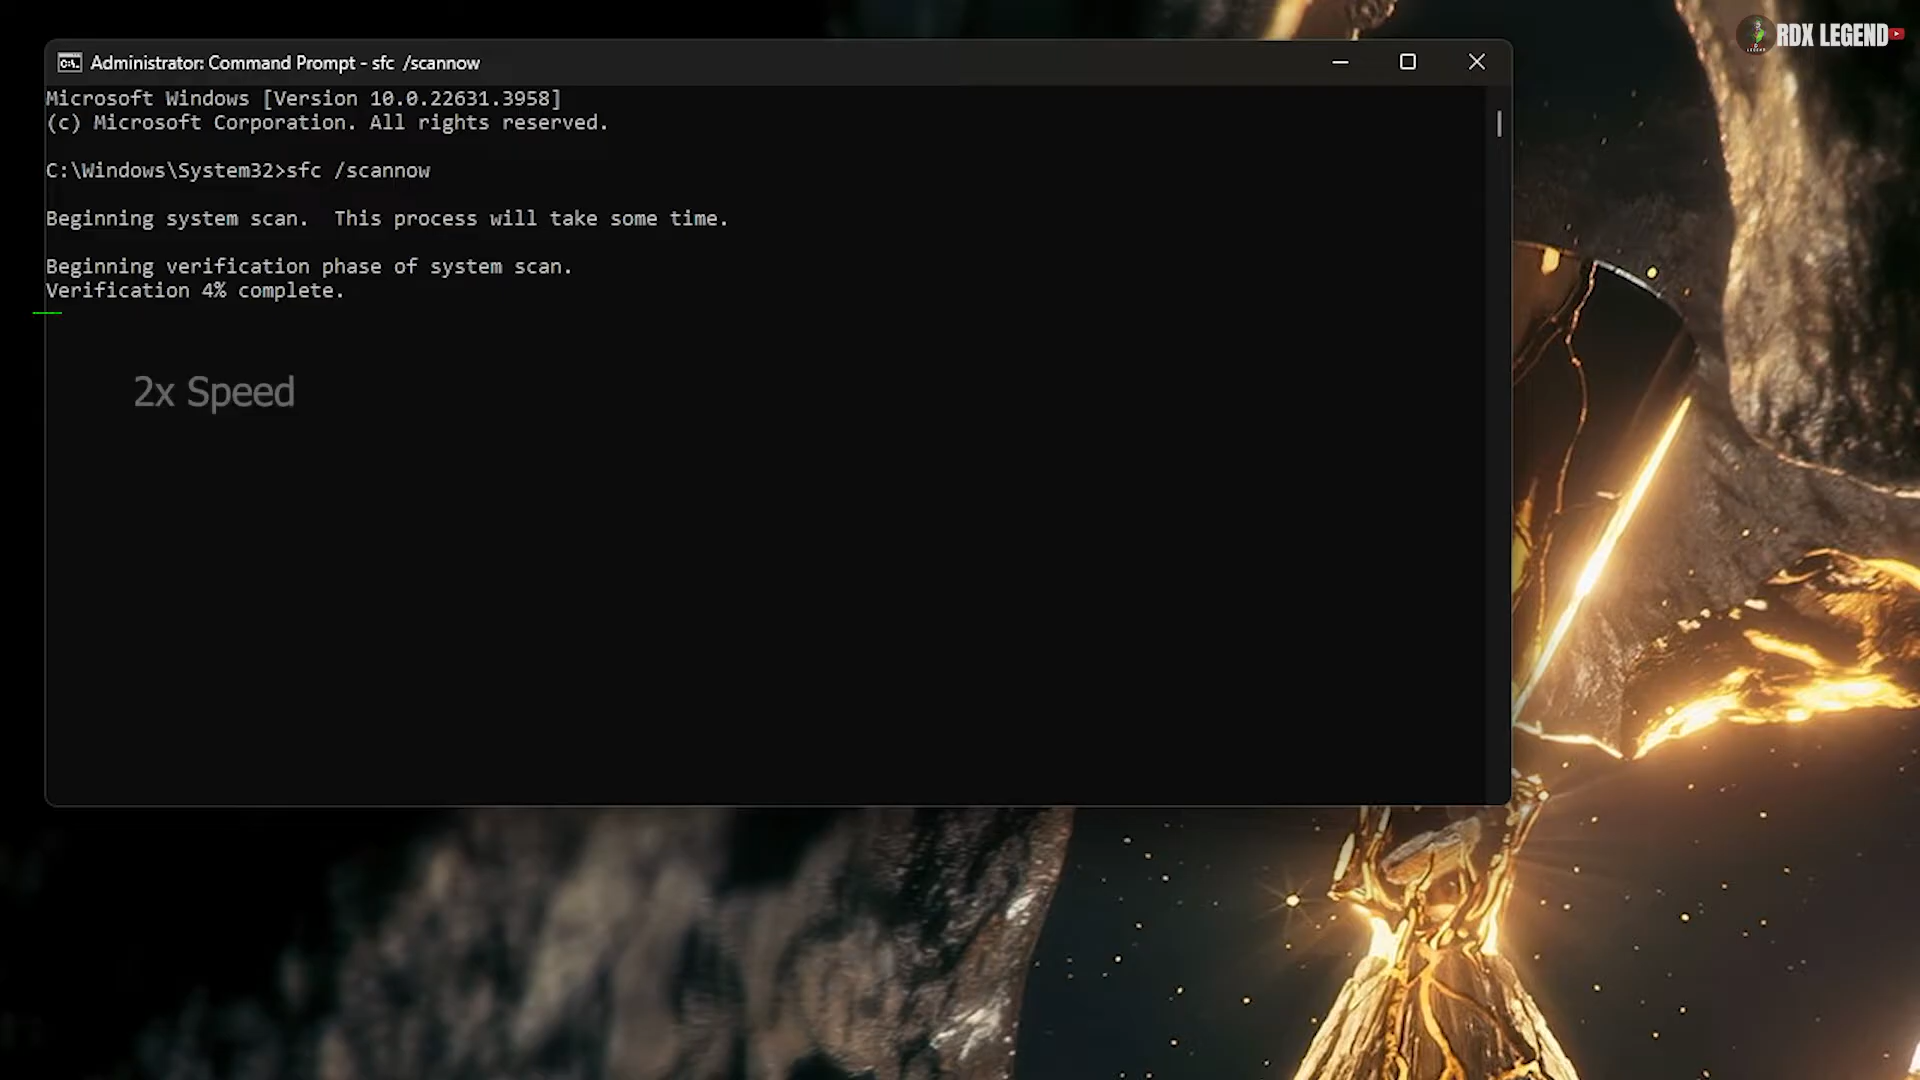 RDX LEGEND
Administrator: Command Prompt - sfc  /scannow
Microsoft Windows [Version 10.0.22631.3958]
(c) Microsoft Corporation. All rights reserved.
C:\Windows\System32>sfc /scannow
Beginning system scan.  This process will take some time.
Beginning verification phase of system scan.
Verification 4% complete.
2x Speed